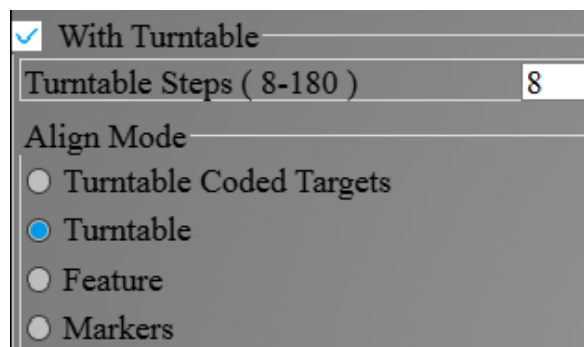 With Turntable
Turntable Steps ( 8-180 ) 8
Align Mode
Turntable Coded Targets
Turntable
Feature
Markers